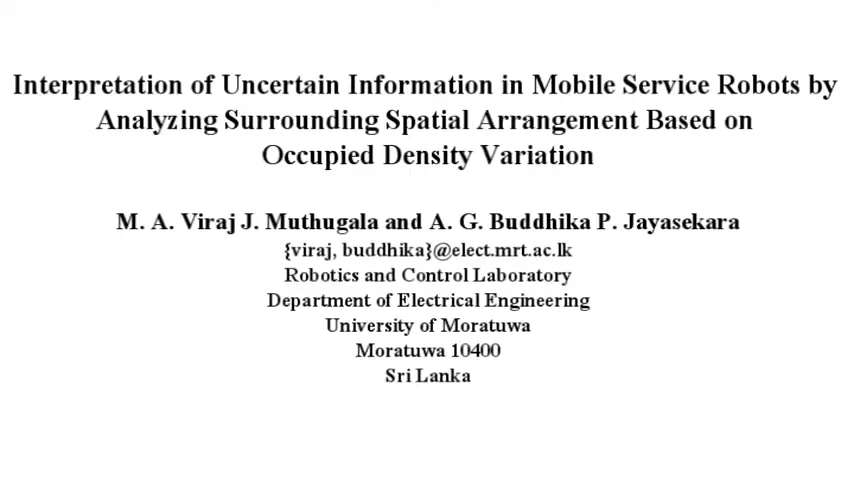 Interpretation of Uncertain Information in Mobile Service Robots by
Analyzing Surrounding Spatial Arrangement Based on
Occupied Density Variation
M. A. Viraj J. Muthugala and A. G. Buddhika P. Jayasekara
{viraj, buddhika}@elect.mrt.ac.lk
Robotics and Control Laboratory
Department of Electrical Engineering
University of Moratuwa
Moratuwa 10400
Sri Lanka